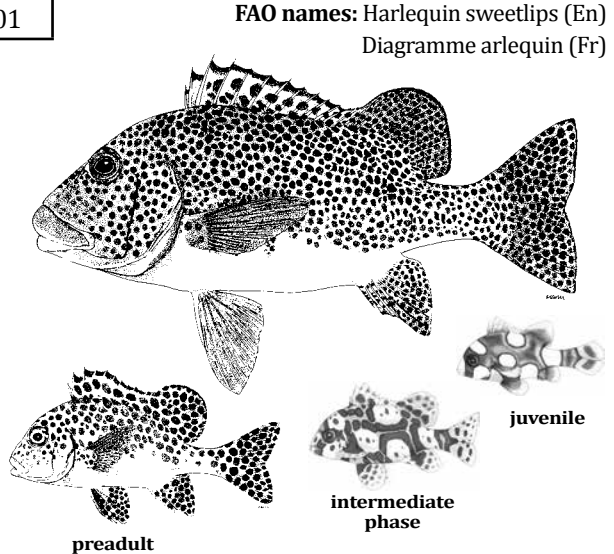 01
FAO names: Harlequin sweetlips (En)
Diagramme arlequin (Fr)
juvenile
intermediate
phase
preadult